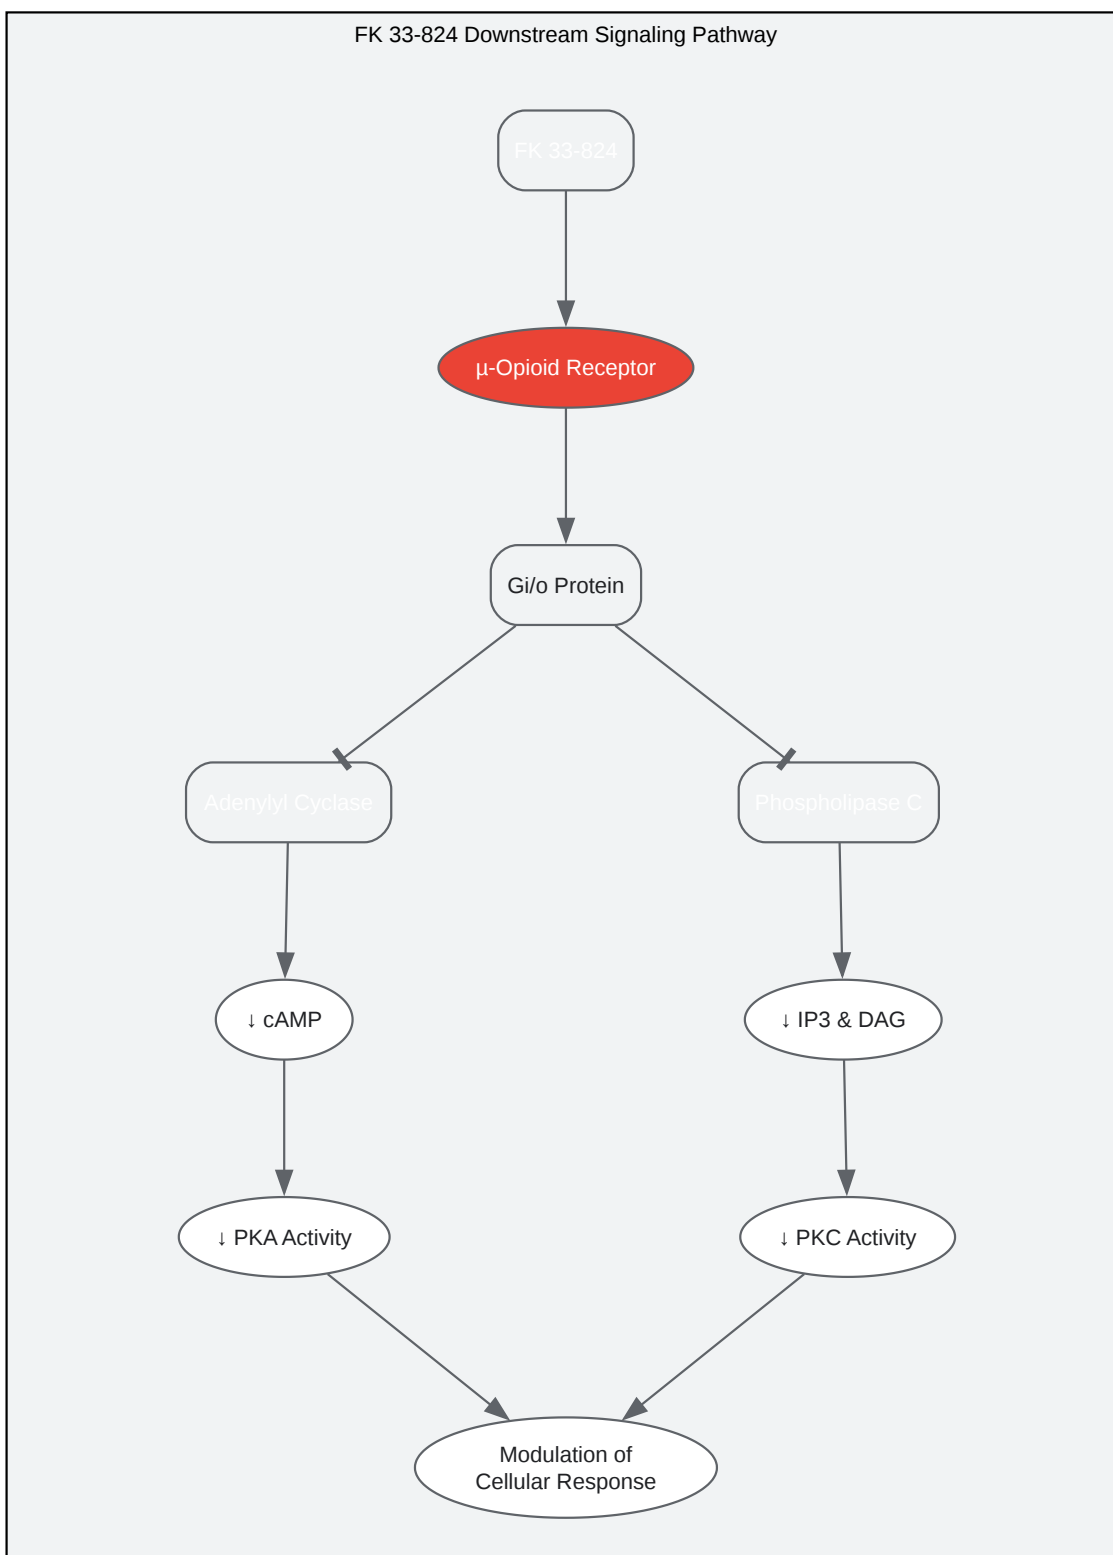 FK 33-824 Downstream Signaling Pathway
FK 33-824
µ-Opioid Receptor
Gi/o Protein
Adenylyl Cyclase
Phospholipase C
↓ cAMP
↓ IP3 & DAG
↓ PKA Activity
↓ PKC Activity
Modulation of
Cellular Response